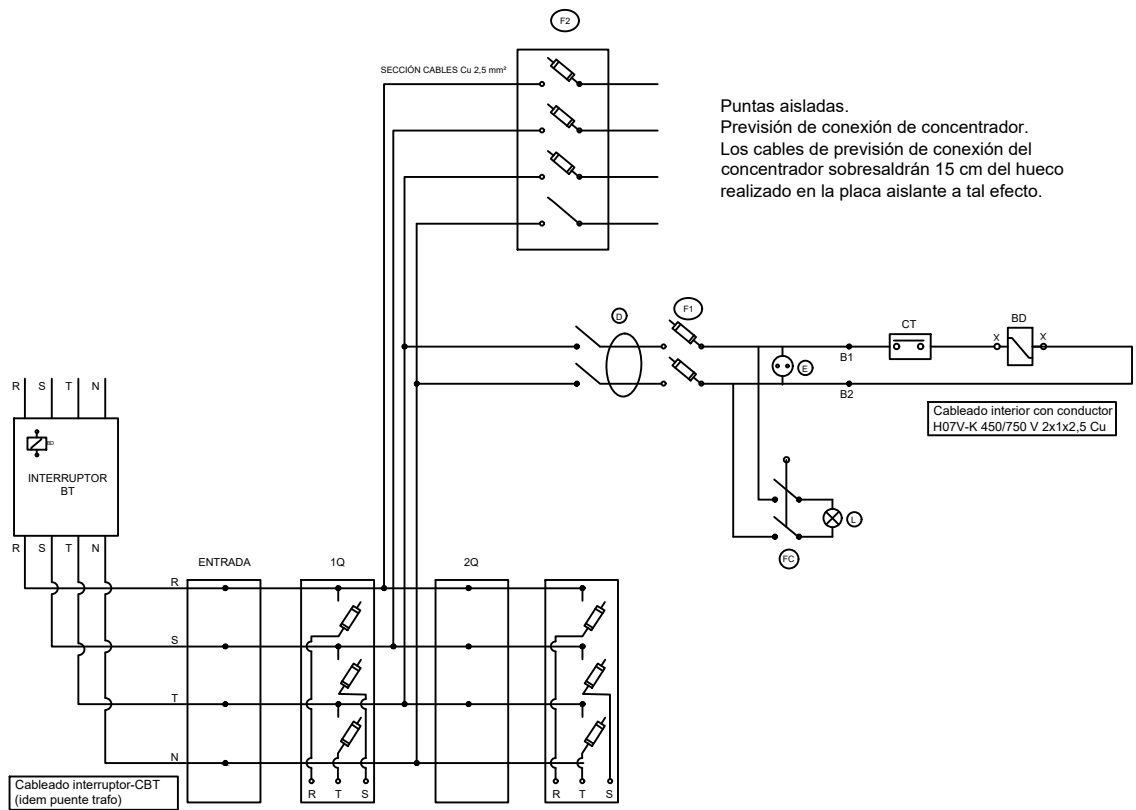 F2
SECCIÓN CABLES Cu 2,5 mm²
Puntas aisladas.
Previsión de conexión de concentrador.
Los cables de previsión de conexión del
concentrador sobresaldrán 15 cm del hueco
realizado en la placa aislante a tal efecto.
D
F1
CT
BD
X
X
E
B1
B2
Cableado interior con conductor
H07V-K 450/750 V 2x1x2,5 Cu
R S T N
BD
INTERRUPTOR
BT
L
FC
R S T N
ENTRADA
1Q
2Q
R
S
T
N
R T S
R T S
Cableado interruptor-CBT
(idem puente trafo)